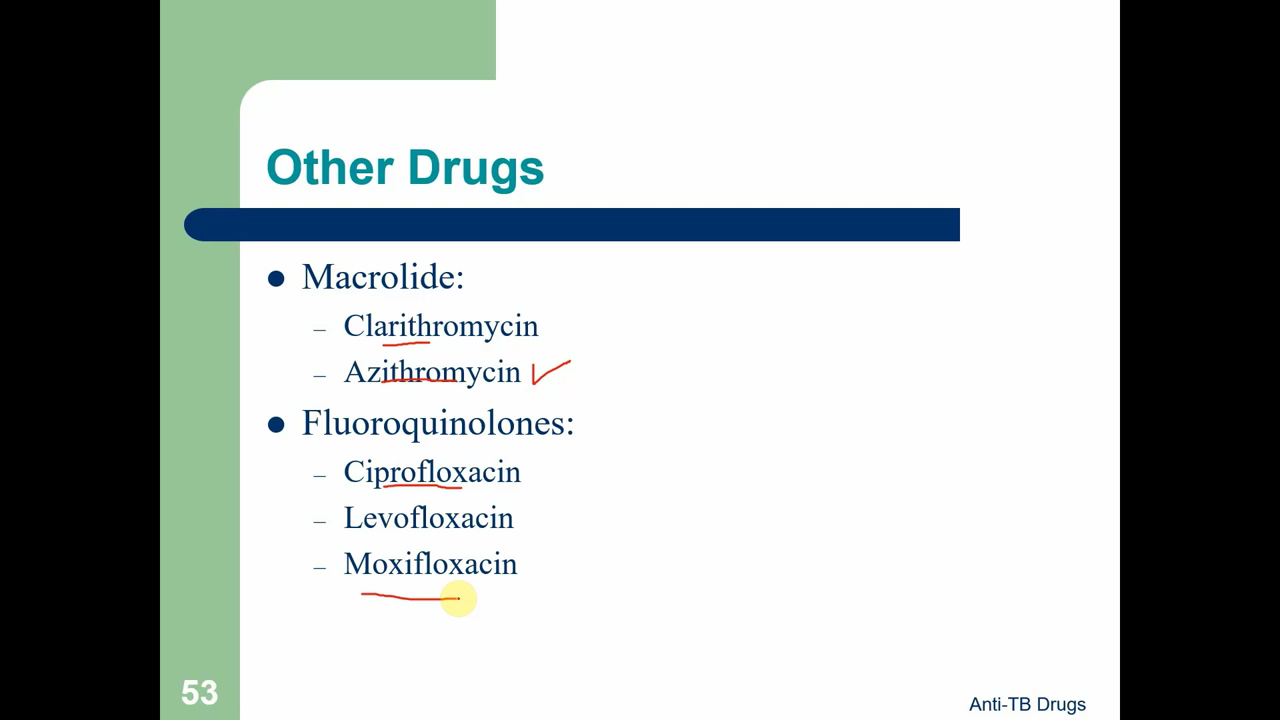 Other Drugs
Macrolide:
– Clarithromycin
– Azithromycin
Fluoroquinolones:
– Ciprofloxacin
– Levofloxacin
– Moxifloxacin
53
Anti-TB Drugs